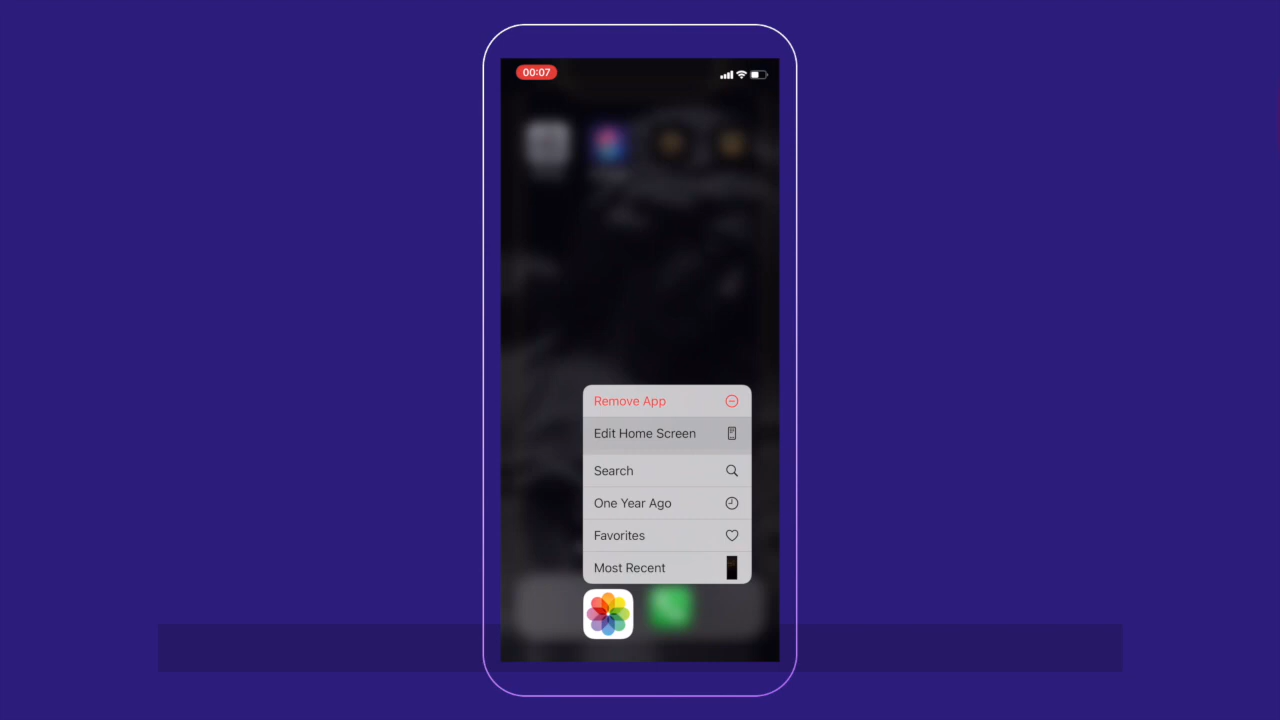 00:07
Remove App
Edit Home Screen
Search
One Year Ago
Favorites
Most Recent